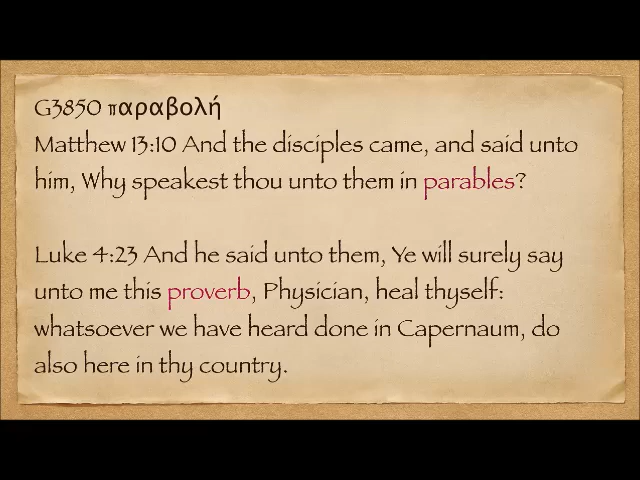 G3850 παραβολή
Matthew 13:10 And the disciples came, and said unto
him, Why speakest thou unto them in parables?
Luke 4:23 And he said unto them, Ye will surely say
unto me this proverb, Physician, heal thyself:
whatsoever we have heard done in Capernaum, do
also here in thy country.